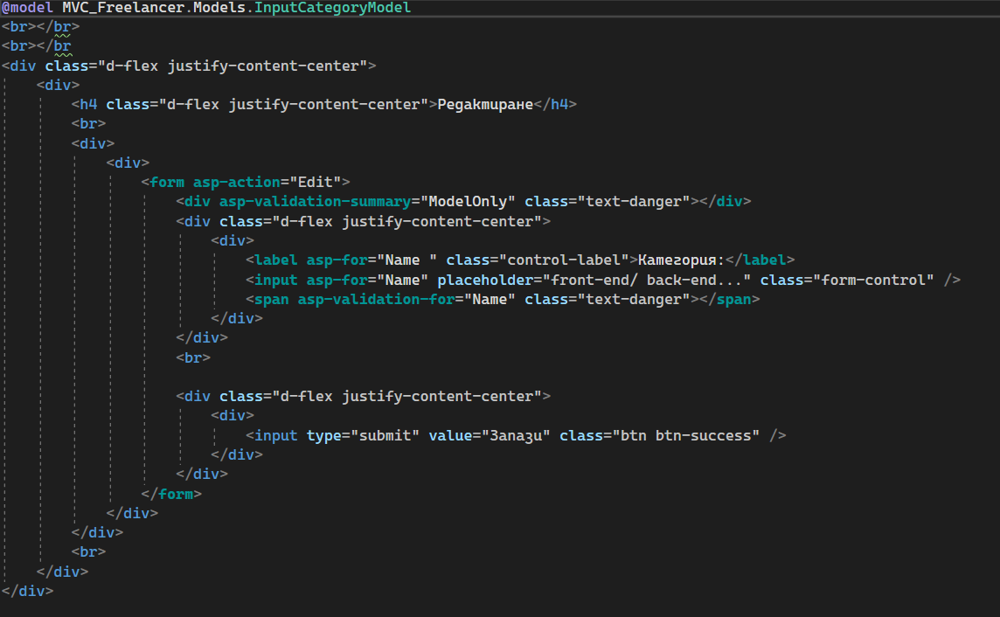 @model MVC_Freelancer.Models.InputCategoryModel
<br></br>
<br></br
<div class="d-flex justify-content-center">
    <div>
        <h4 class="d-flex justify-content-center">Редактиране</h4>
        <br>
        <div>
            <div>
                <form asp-action="Edit">
                    <div asp-validation-summary="ModelOnly" class="text-danger"></div>
                    <div class="d-flex justify-content-center">
                        <div>
                            <label asp-for="Name " class="control-label">Категория:</label>
                            <input asp-for="Name" placeholder="front-end/ back-end..." class="form-control" />
                            <span asp-validation-for="Name" class="text-danger"></span>
                        </div>
                    </div>
                    <br>

                    <div class="d-flex justify-content-center">
                        <div>
                            <input type="submit" value="Запази" class="btn btn-success" />
                        </div>
                    </div>
                </form>
            </div>
        </div>
        <br>
    </div>
</div>